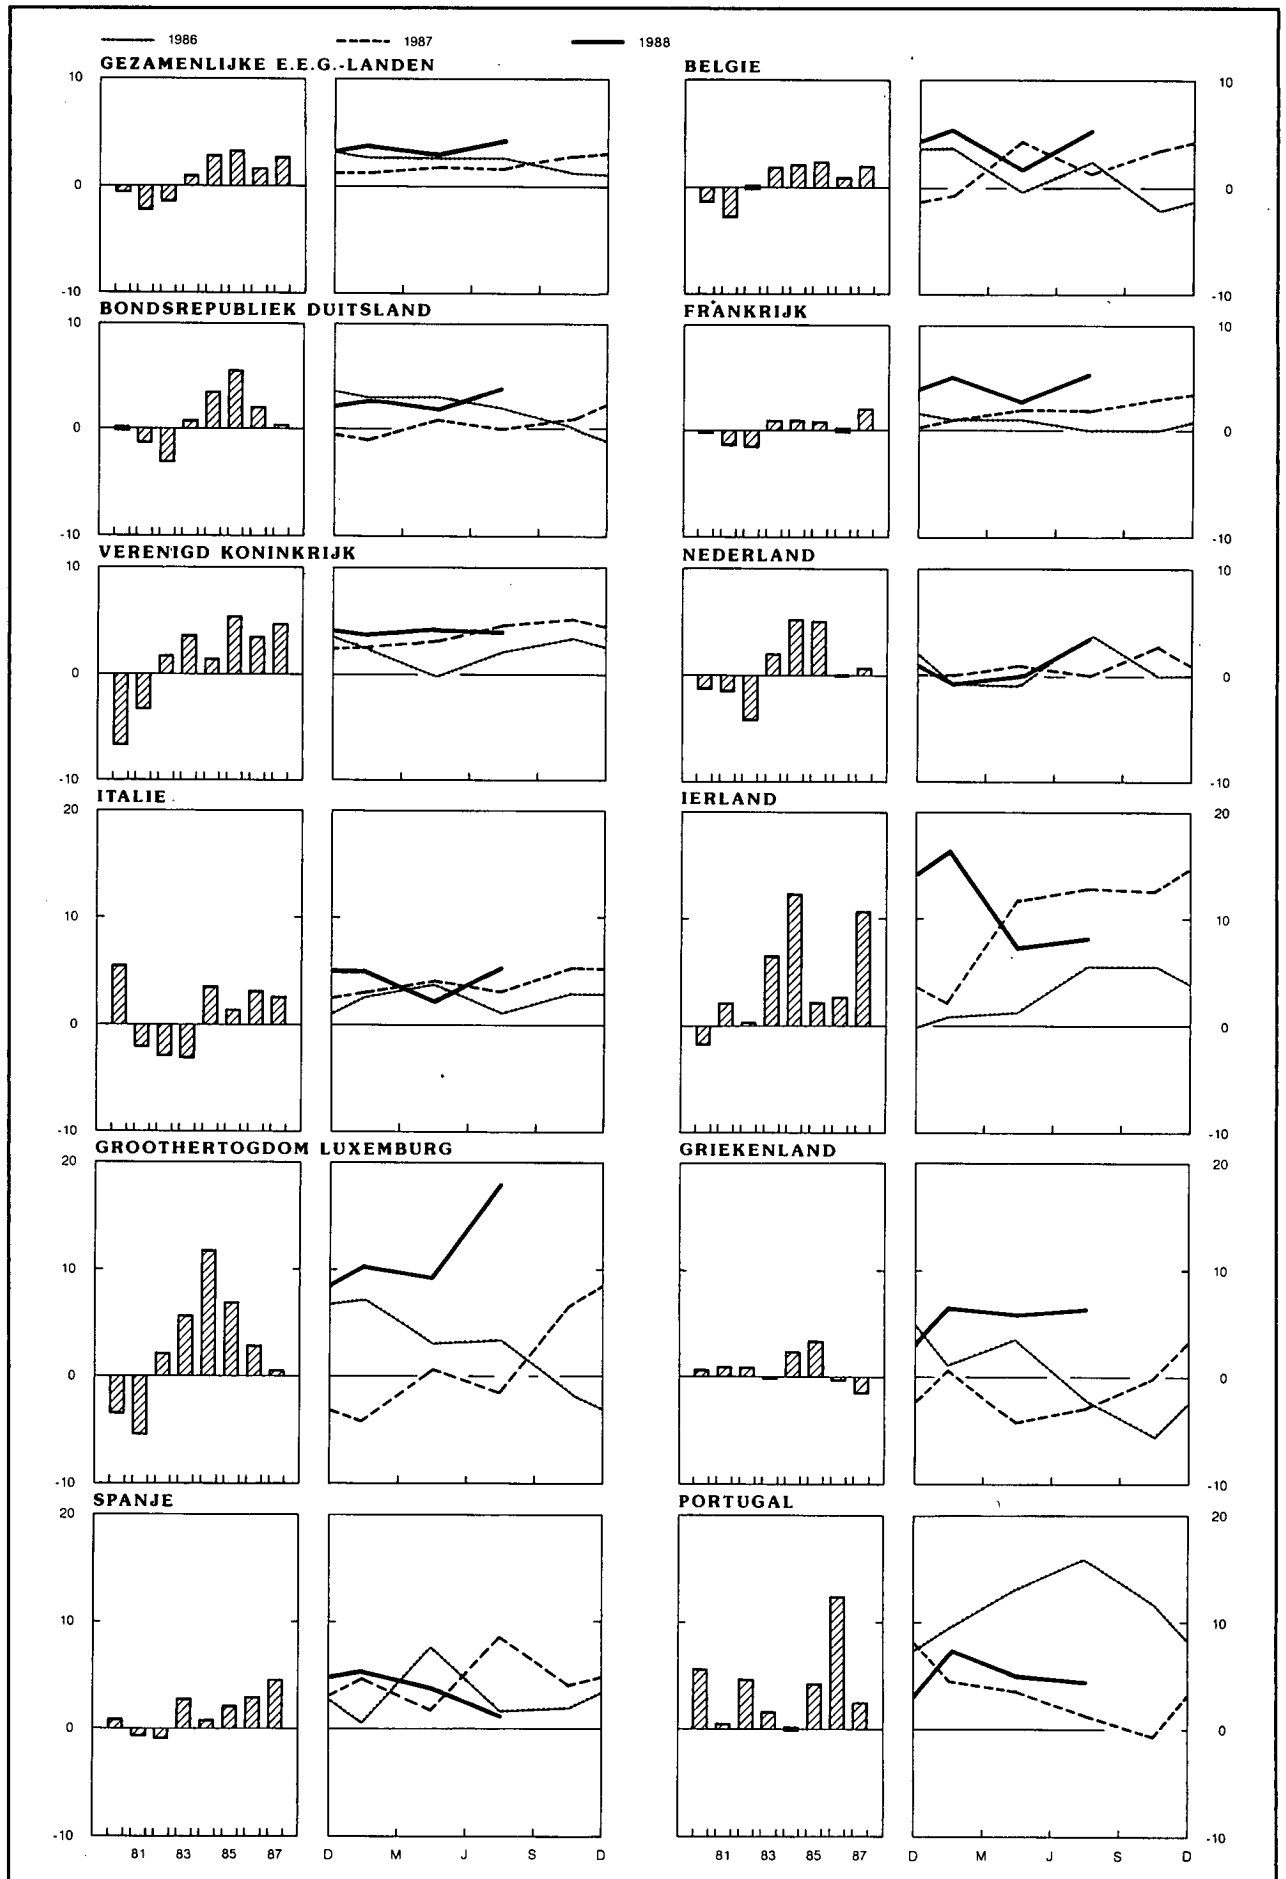 1986 1987 1988
GEZAMENLIJKE E.E.G.-LANDEN BELGIE
10 10
0 0
-10 -10
BONDSREPUBLIEK DUITSLAND FRANKRIJK
10 10
0 0
-10 -10
VERENIGD KONINKRIJK NEDERLAND
10 10
0 0
-10 -10
ITALIE IERLAND
20 20
10 10
0 0
-10 -10
GROOTHERTOGDOM LUXEMBURG GRIEKENLAND
20 20
10 10
0 0
-10 -10
SPANJE PORTUGAL
20 20
10 10
0 0
-10 -10
81 83 85 87 D M J S D 81 83 85 87 D M J S D